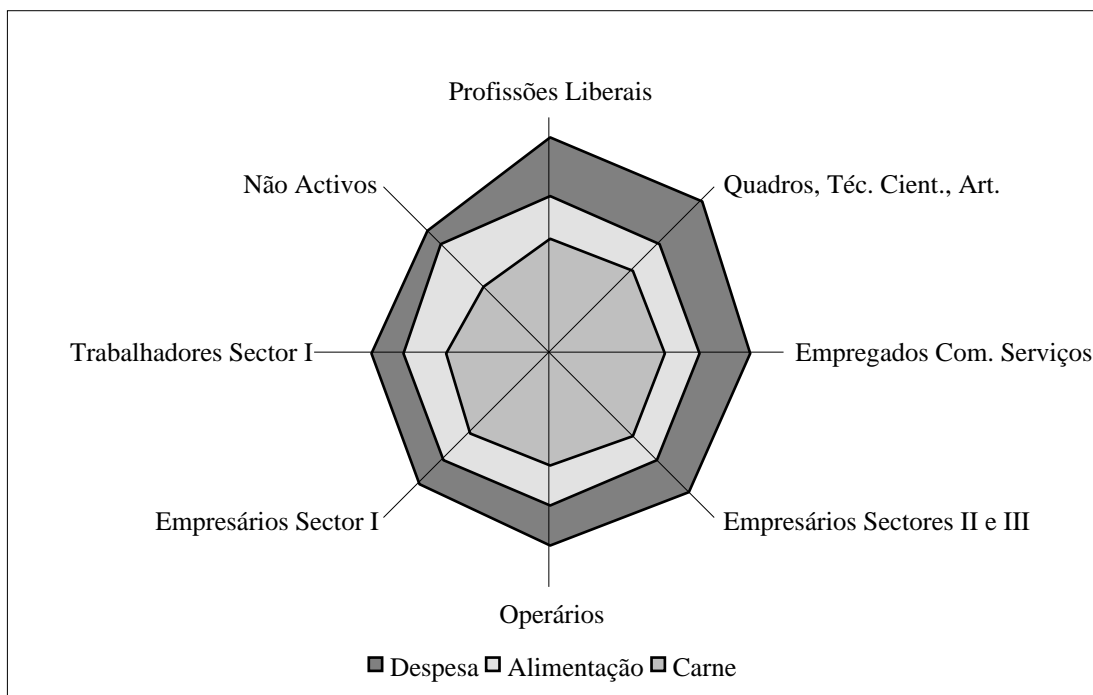 Profissões Liberais
Não Activos
Quadros, Téc. Cient., Art.
Trabalhadores Sector I
Empregados Com. Serviços
Empresários Sector I
Empresários Sectores II e III
Operários
Despesa Alimentação Carne